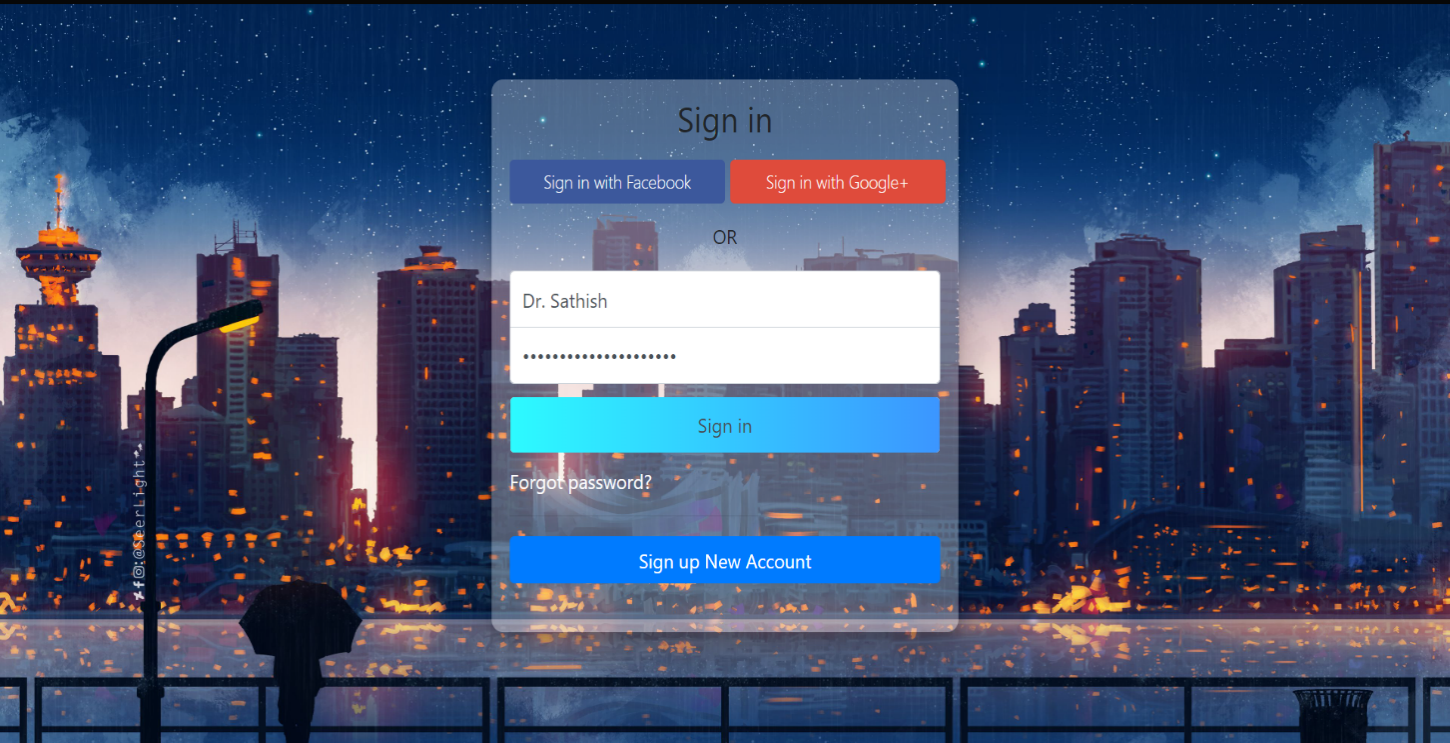 Sign in
Sign in with Facebook
Sign in with Google+
OR
Dr. Sathish
•••••••••••••••••••••
Sign in
Forgot password?
Sign up New Account
@SeerLight